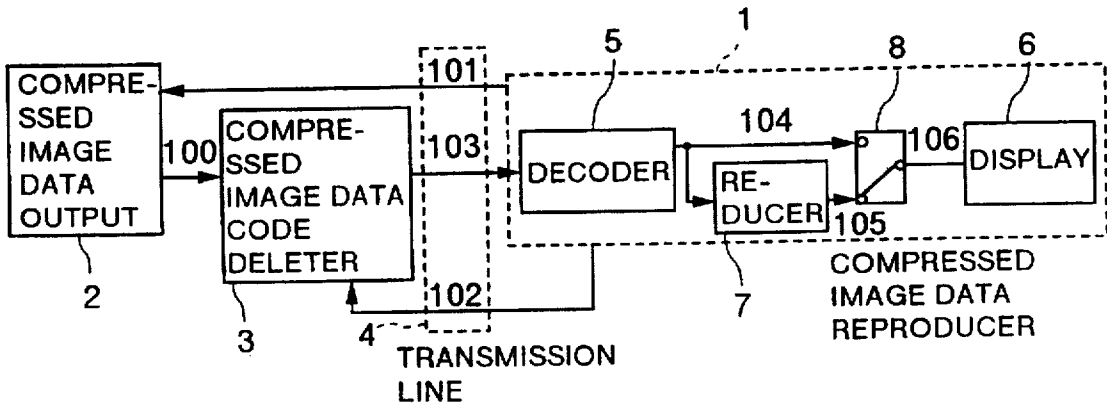 1
5
8
6
COMPRE-
SSED
IMAGE
DATA
OUTPUT
2
100
101
COMPRE-
SSED
IMAGE DATA
CODE
DELETER
3
103
102
4
TRANSMISSION
LINE
DECODER
104
RE-
DUCER
7
105
106
DISPLAY
COMPRESSED
IMAGE DATA
REPRODUCER